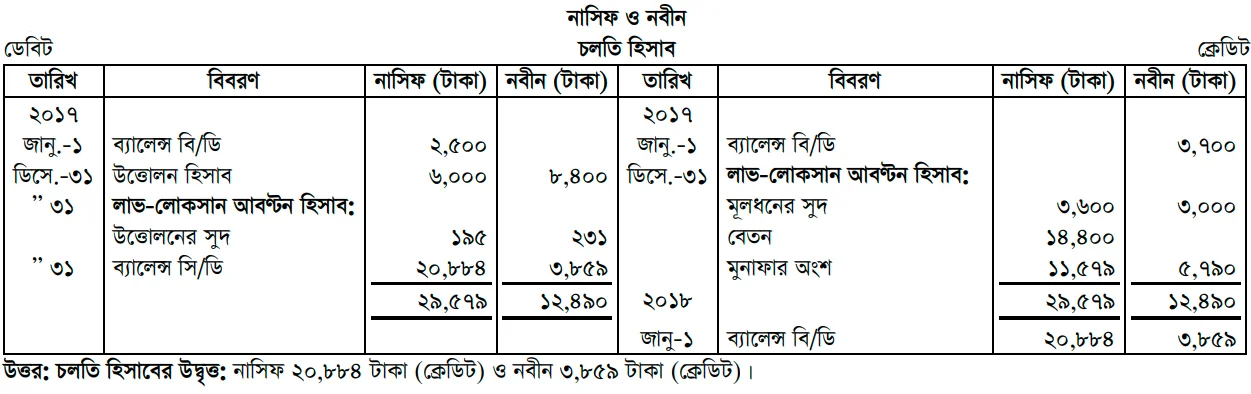 নাসিফ ও নবীন
ডেবিট চলতি হিসাব ক্রেডিট
তারিখ বিবরণ নাসিফ (টাকা) নবীন (টাকা) তারিখ বিবরণ নাসিফ (টাকা) নবীন (টাকা)
২০১৭ ২০১৭
জানু.-১ ব্যালেন্স বি/ডি ২,৫০০ জানু.-১ ব্যালেন্স বি/ডি ৩,৭০০
ডিসে.-৩১ উত্তোলন হিসাব ৬,০০০ ৮,৪০০ ডিসে.-৩১ লাভ-লোকসান আবণ্টন হিসাব:
” ৩১ লাভ-লোকসান আবণ্টন হিসাব: মূলধনের সুদ ৩,৬০০ ৩,০০০
উত্তোলনের সুদ ১৯৫ ২৩১ বেতন ১৪,৪০০
” ৩১ ব্যালেন্স সি/ডি ২০,৮৮৪ ৩,৮৫৯ মুনাফার অংশ ১১,৫৭৯ ৫,৭৯০
২৯,৫৭৯ ১২,৪৯০ ২০১৮ ২৯,৫৭৯ ১২,৪৯০
জানু-১ ব্যালেন্স বি/ডি ২০,৮৮৪ ৩,৮৫৯
উত্তর: চলতি হিসাবের উদ্বৃত্ত: নাসিফ ২০,৮৮৪ টাকা (ক্রেডিট) ও নবীন ৩,৮৫৯ টাকা (ক্রেডিট)।